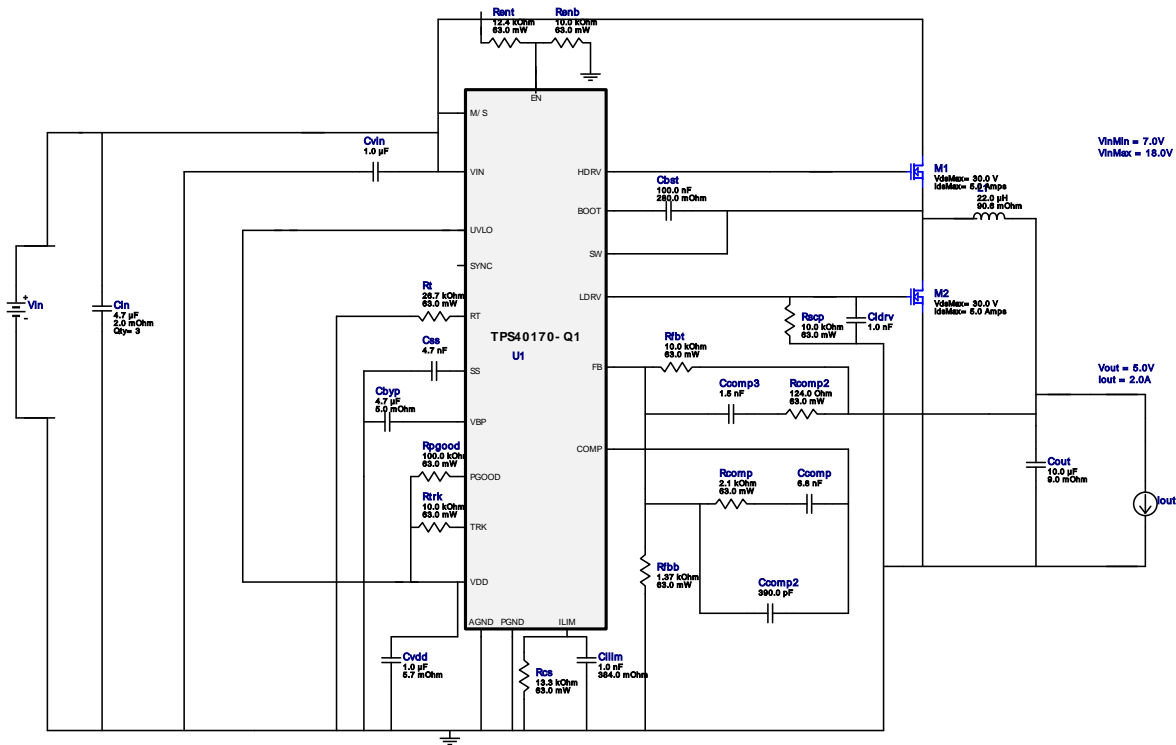 Rent
12.4 kOhm
63.0 mW
Renb
10.0 kOhm
63.0 mW
EN
M/ S
Cvin
1.0 µF
VIN
HDRV
M1
VdsMax= 30.0 V
IdsMax= 5.0 Amps
VinMin = 7.0V
VinMax = 18.0V
L1
22.0 µH
90.8 mOhm
Cbst
100.0 nF
280.0 mOhm
BOOT
UVLO
SYNC
SW
Vin
+
-
Cin
4.7 µF
2.0 mOhm
Qty= 3
Rt
26.7 kOhm
63.0 mW
RT
LDRV
M2
VdsMax= 30.0 V
IdsMax= 5.0 Amps
Rscp
10.0 kOhm
63.0 mW
Cldrv
1.0 nF
TPS40170- Q1
U1
Css
4.7 nF
SS
Rfbt
10.0 kOhm
63.0 mW
FB
Vout = 5.0V
Iout = 2.0A
Cbyp
4.7 µF
5.0 mOhm
VBP
Ccomp3
1.5 nF
Rcomp2
124.0 Ohm
63.0 mW
Rpgood
100.0 kOhm
63.0 mW
PGOOD
COMP
Rcomp
2.1 kOhm
63.0 mW
Ccomp
6.8 nF
Cout
10.0 µF
9.0 mOhm
Iout
Rtrk
10.0 kOhm
63.0 mW
TRK
Rfbb
1.37 kOhm
63.0 mW
Ccomp2
390.0 pF
VDD
AGND
PGND
ILIM
Cvdd
1.0 µF
5.7 mOhm
Rcs
13.3 kOhm
63.0 mW
Cilim
1.0 nF
384.0 mOhm